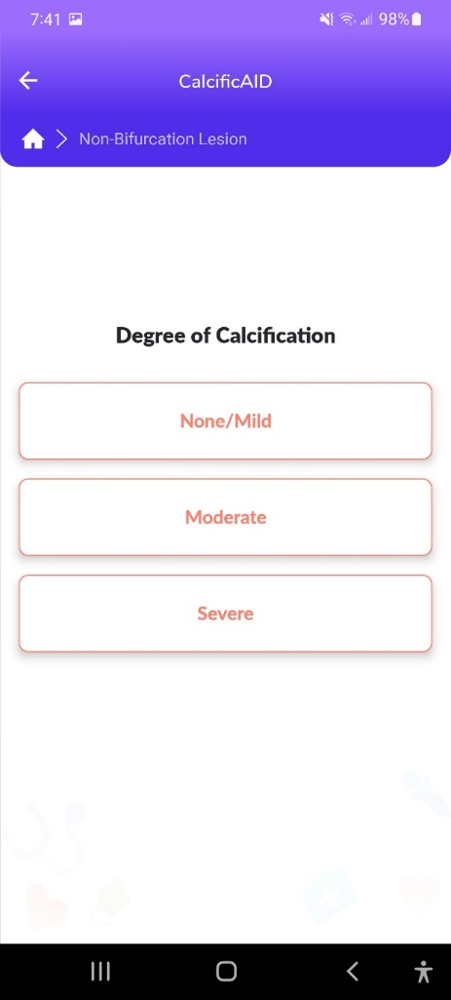 7:41 98%
CalcificAID
Non-Bifurcation Lesion
Degree of Calcification
None/Mild
Moderate
Severe